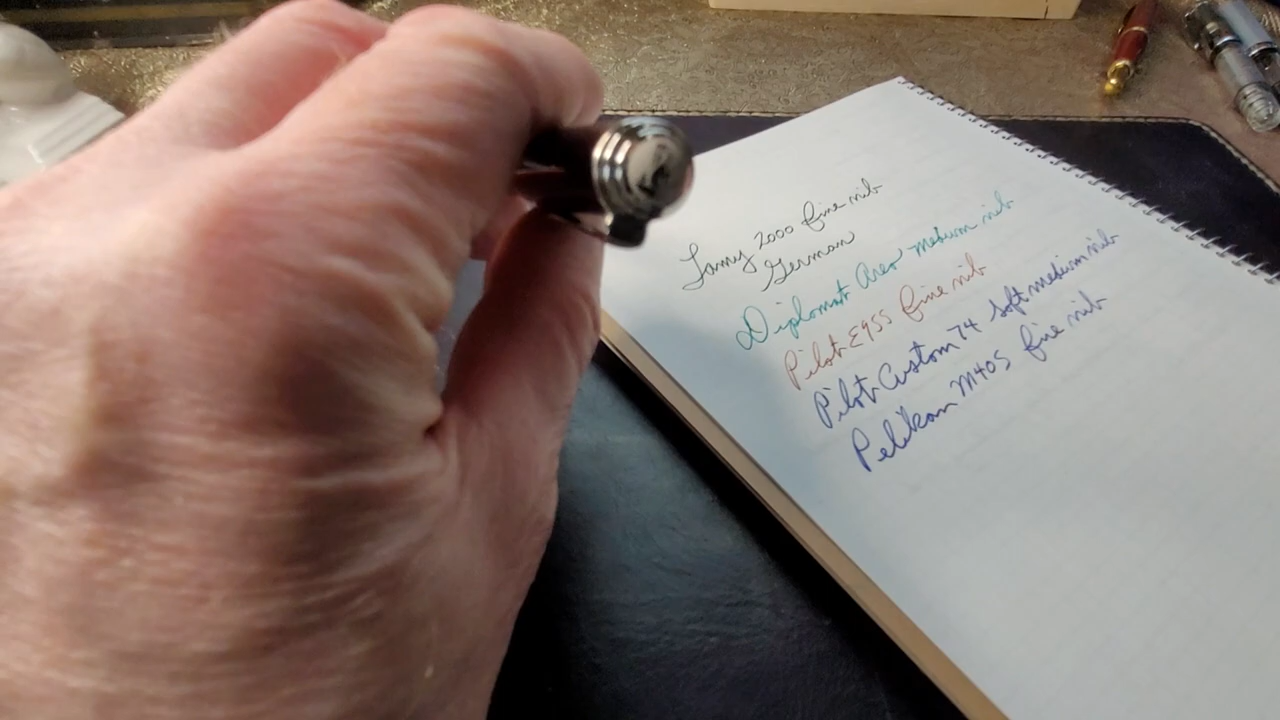 Lamy 2000 fine nib
German
Diplomat Aero medium nib
Pilot E95s fine nib
Pilot Custom 74 Soft medium nib
Pelikan M405 fine nib